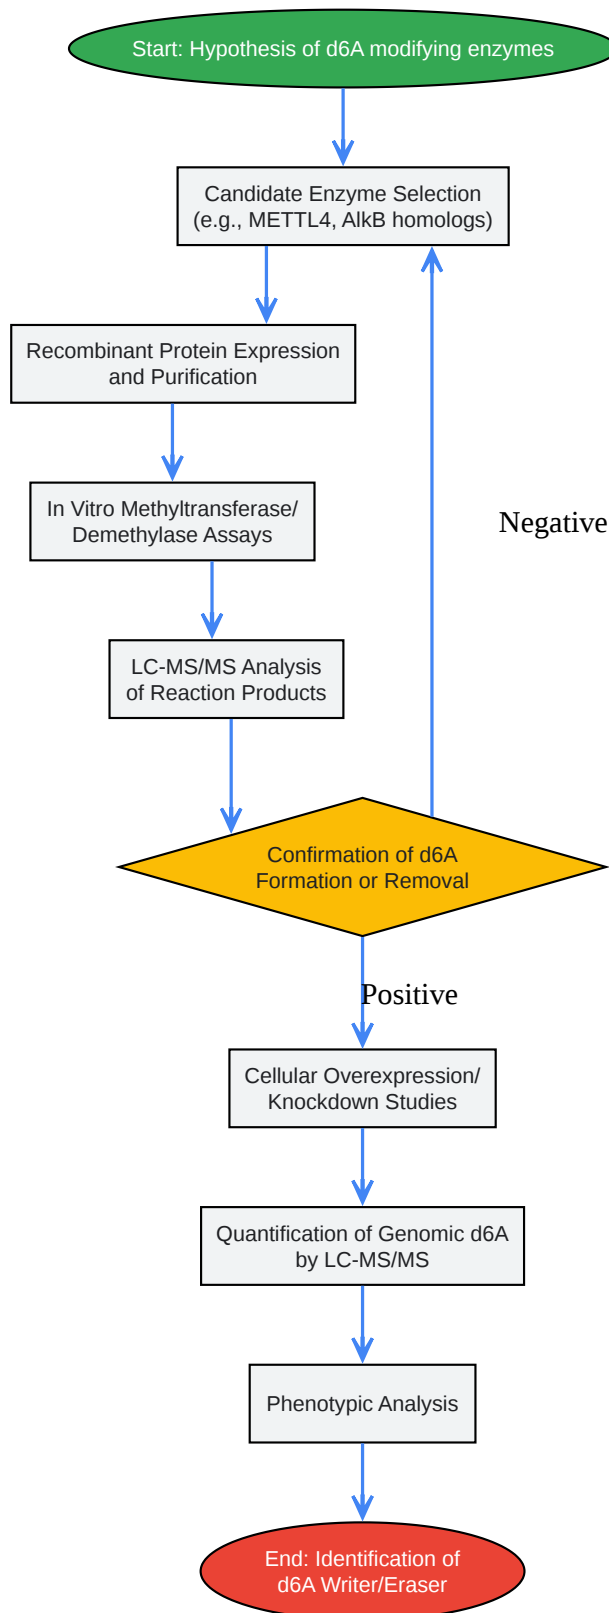 Start: Hypothesis of d6A modifying enzymes
Candidate Enzyme Selection
(e.g., METTL4, AlkB homologs)
Recombinant Protein Expression
and Purification
In Vitro Methyltransferase/
Demethylase Assays
Negative
LC-MS/MS Analysis
of Reaction Products
Confirmation of d6A
Formation or Removal
Positive
Cellular Overexpression/
Knockdown Studies
Quantification of Genomic d6A
by LC-MS/MS
Phenotypic Analysis
End: Identification of
d6A Writer/Eraser